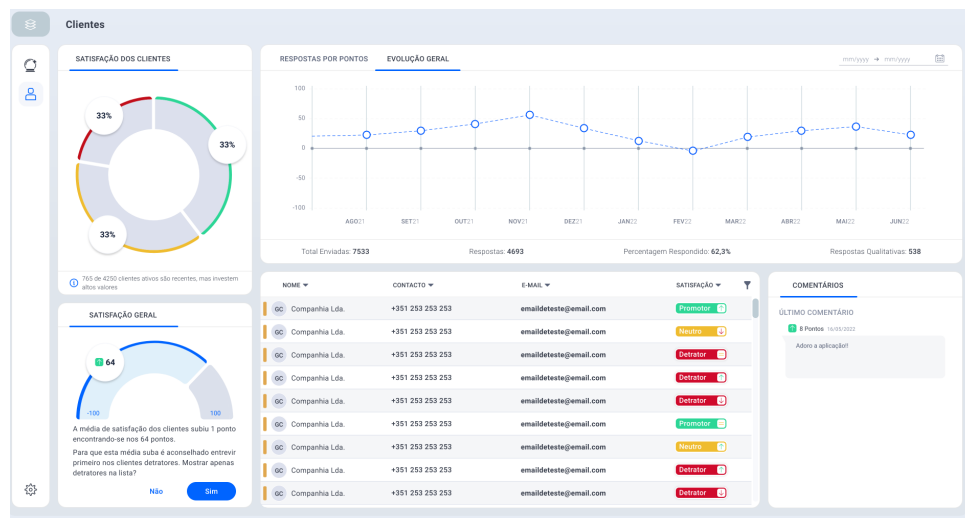 Clientes
SATISFAÇÃO DOS CLIENTES
33%
33%
33%
765 de 4250 clientes ativos são recentes, mas investem
altos valores
SATISFAÇÃO GERAL
64
-100
100
A média de satisfação dos clientes subiu 1 ponto
encontrando-se nos 64 pontos.
Para que esta média suba é aconselhado entrevir
primeiro nos clientes detratores. Mostrar apenas
detratores na lista?
Não
Sim
RESPOSTAS POR PONTOS
EVOLUÇÃO GERAL
mm/yyyy → mm/yyyy
100
50
0
-50
-100
AGO21 SET21 OUT21 NOV21 DEZ21 JAN22 FEV22 MAR22 ABR22 MAI22 JUN22
Total Enviadas: 7533
Respostas: 4693
Percentagem Respondido: 62,3%
Respostas Qualitativas: 538
NOME CONTACTO E-MAIL SATISFAÇÃO
GC Companhia Lda. +351 253 253 253 emaildeteste@email.com Promotor
GC Companhia Lda. +351 253 253 253 emaildeteste@email.com Neutro
GC Companhia Lda. +351 253 253 253 emaildeteste@email.com Detrator
GC Companhia Lda. +351 253 253 253 emaildeteste@email.com Detrator
GC Companhia Lda. +351 253 253 253 emaildeteste@email.com Detrator
GC Companhia Lda. +351 253 253 253 emaildeteste@email.com Promotor
GC Companhia Lda. +351 253 253 253 emaildeteste@email.com Neutro
GC Companhia Lda. +351 253 253 253 emaildeteste@email.com Detrator
GC Companhia Lda. +351 253 253 253 emaildeteste@email.com Detrator
COMENTÁRIOS
ÚLTIMO COMENTÁRIO
8 Pontos 16/05/2022
Adoro a aplicação!!